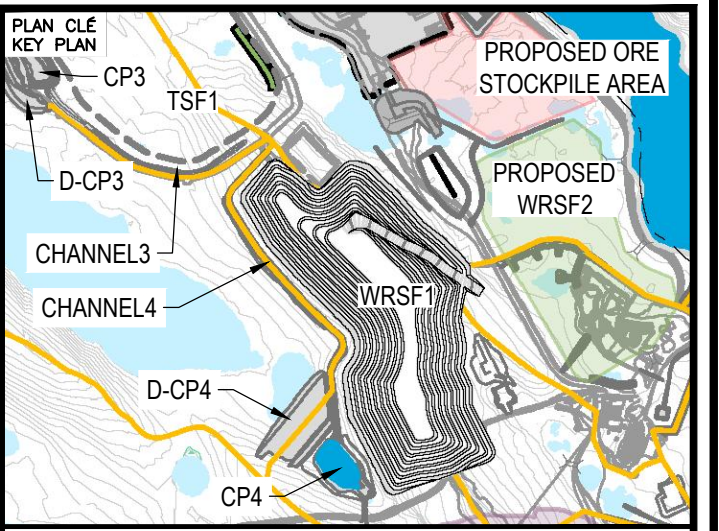 PLAN CLÉ
KEY PLAN
CP3
TSF1
PROPOSED ORE
STOCKPILE AREA
D-CP3
PROPOSED
WRSF2
CHANNEL3
CHANNEL4
WRSF1
D-CP4
CP4